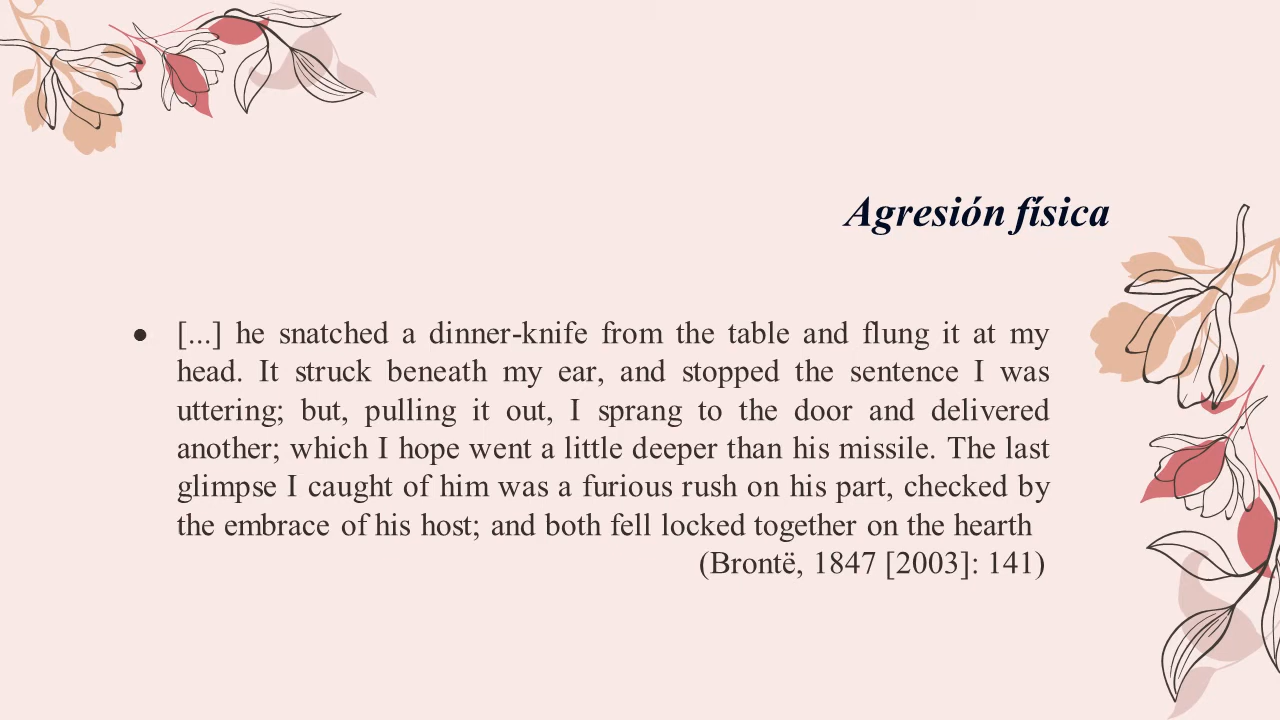 Agresión física
● [...] he snatched a dinner-knife from the table and flung it at my
head. It struck beneath my ear, and stopped the sentence I was
uttering; but, pulling it out, I sprang to the door and delivered
another; which I hope went a little deeper than his missile. The last
glimpse I caught of him was a furious rush on his part, checked by
the embrace of his host; and both fell locked together on the hearth
(Brontë, 1847 [2003]: 141)